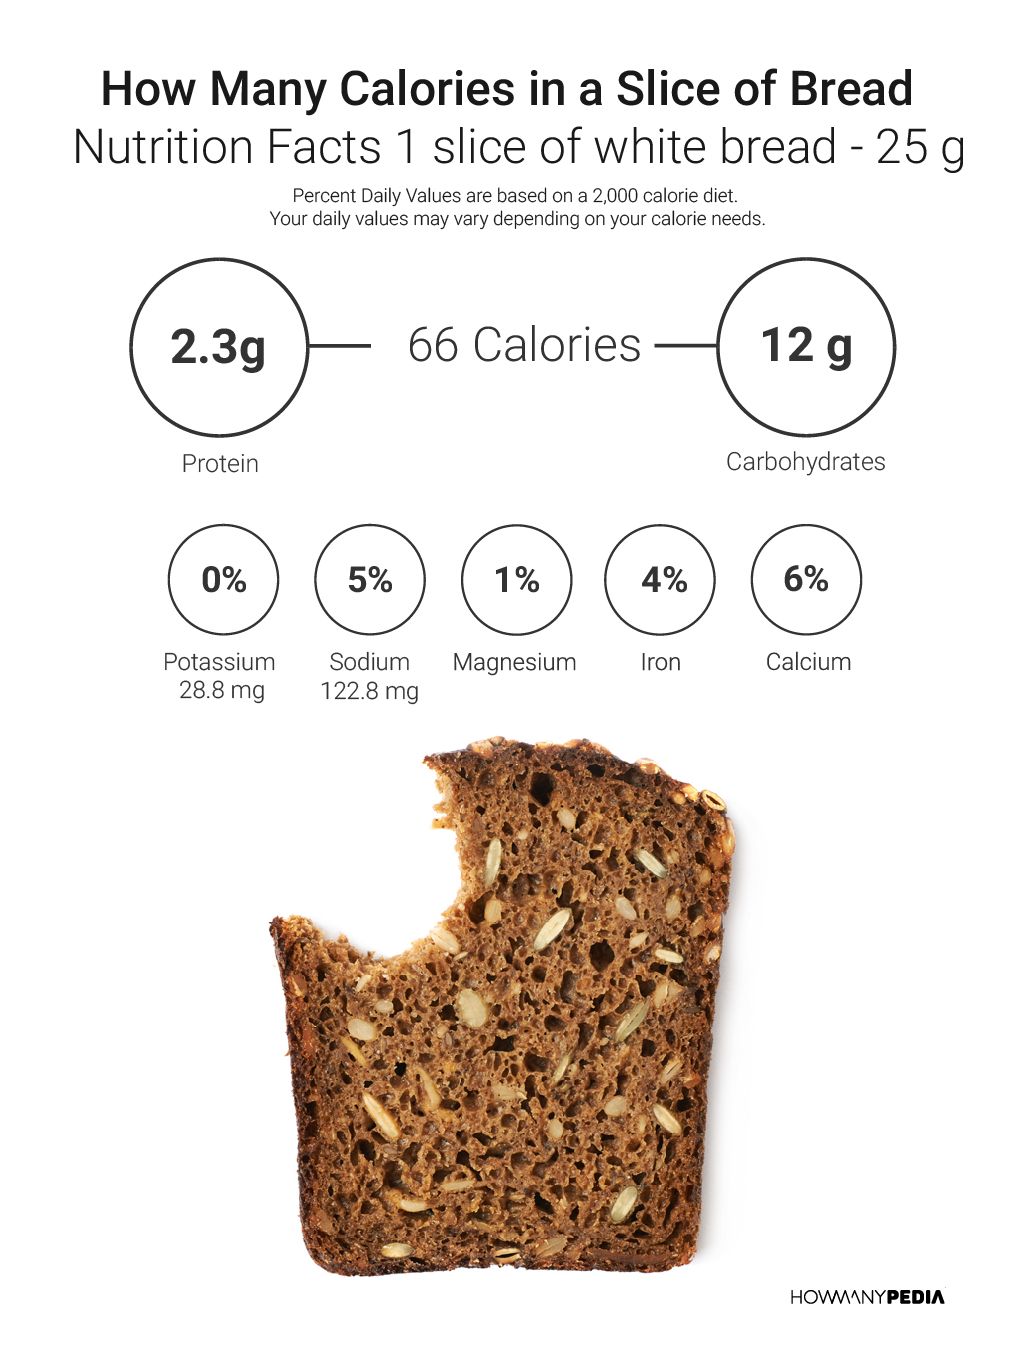 How Many Calories in a Slice of Bread
Nutrition Facts 1 slice of white bread - 25 g
Percent Daily Values are based on a 2,000 calorie diet.
Your daily values may vary depending on your calorie needs.
2.3g
66 Calories
12 g
Protein
Carbohydrates
0%
5%
1%
4%
6%
Potassium
28.8 mg
Sodium
122.8 mg
Magnesium
Iron
Calcium
HOWMANYPEDIA